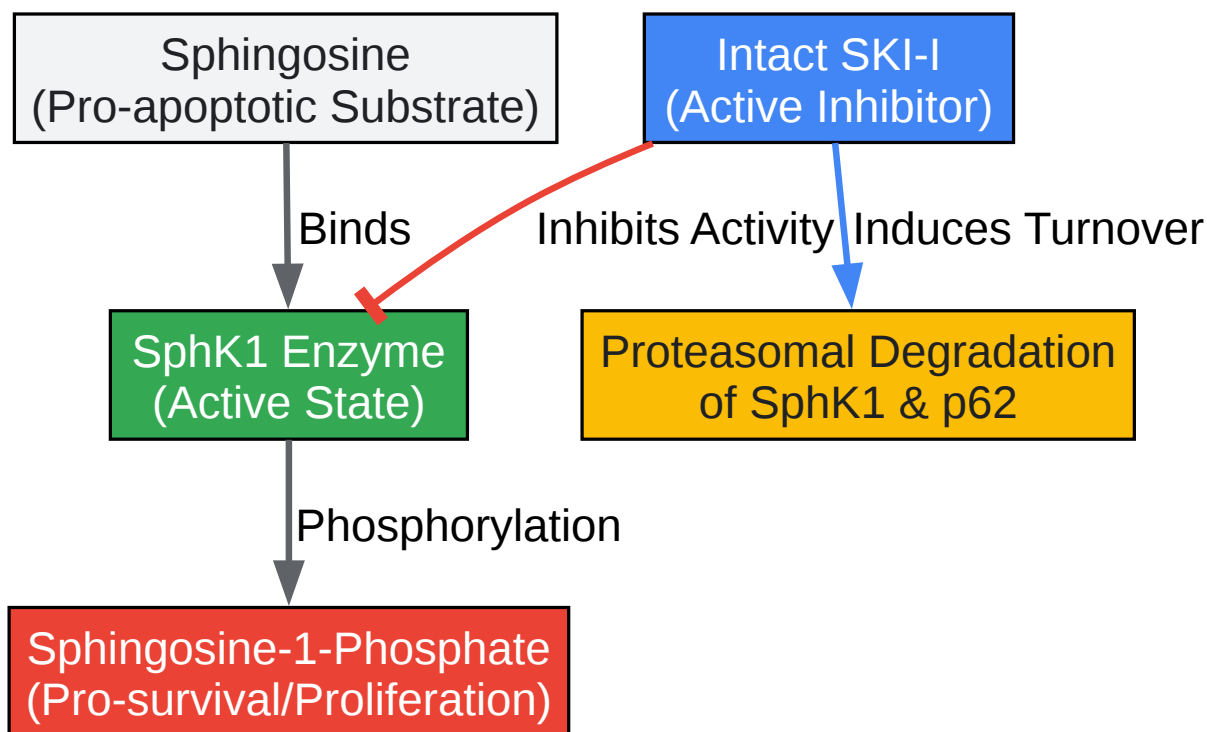 Sphingosine
(Pro-apoptotic Substrate)
Intact SKI-I
(Active Inhibitor)
Binds
Inhibits Activity
Induces Turnover
SphK1 Enzyme
(Active State)
Proteasomal Degradation
of SphK1 & p62
Phosphorylation
Sphingosine-1-Phosphate
(Pro-survival/Proliferation)